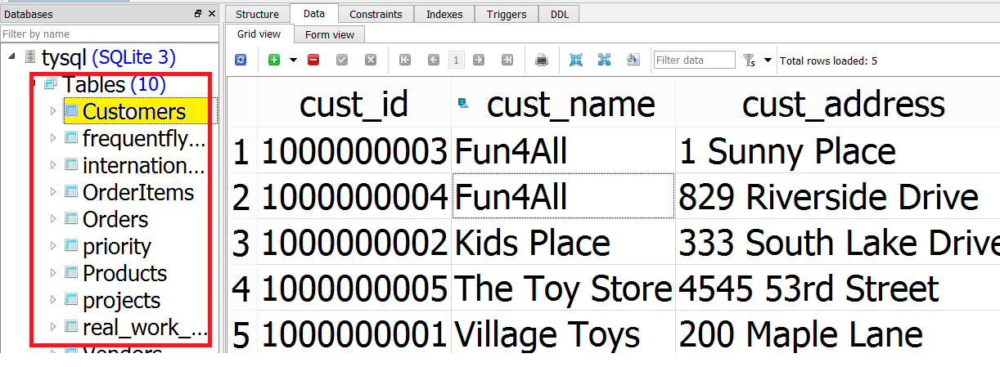 Databases
Filter by name
tysql (SQLite 3)
Tables (10)
Customers
frequentfly...
internation...
OrderItems
Orders
priority
Products
projects
real_work_...
Vendors
Structure Data Constraints Indexes Triggers DDL
Grid view Form view
1 Filter data Total rows loaded: 5
cust_id cust_name cust_address
1 1000000003 Fun4All 1 Sunny Place
2 1000000004 Fun4All 829 Riverside Drive
3 1000000002 Kids Place 333 South Lake Drive
4 1000000005 The Toy Store 4545 53rd Street
5 1000000001 Village Toys 200 Maple Lane